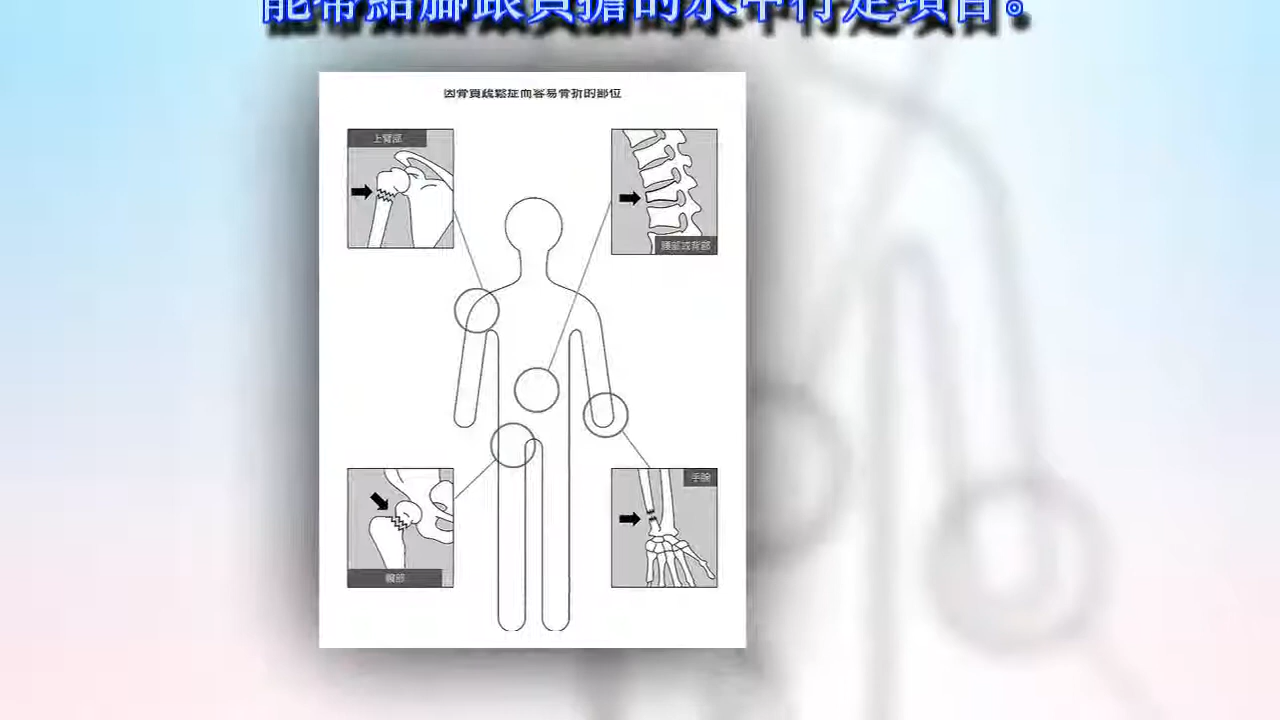 能帶給腳跟負擔的水中行走項目。
因骨質疏鬆症而容易骨折的部位
上臂部
腰部或背部
手腕
髖部